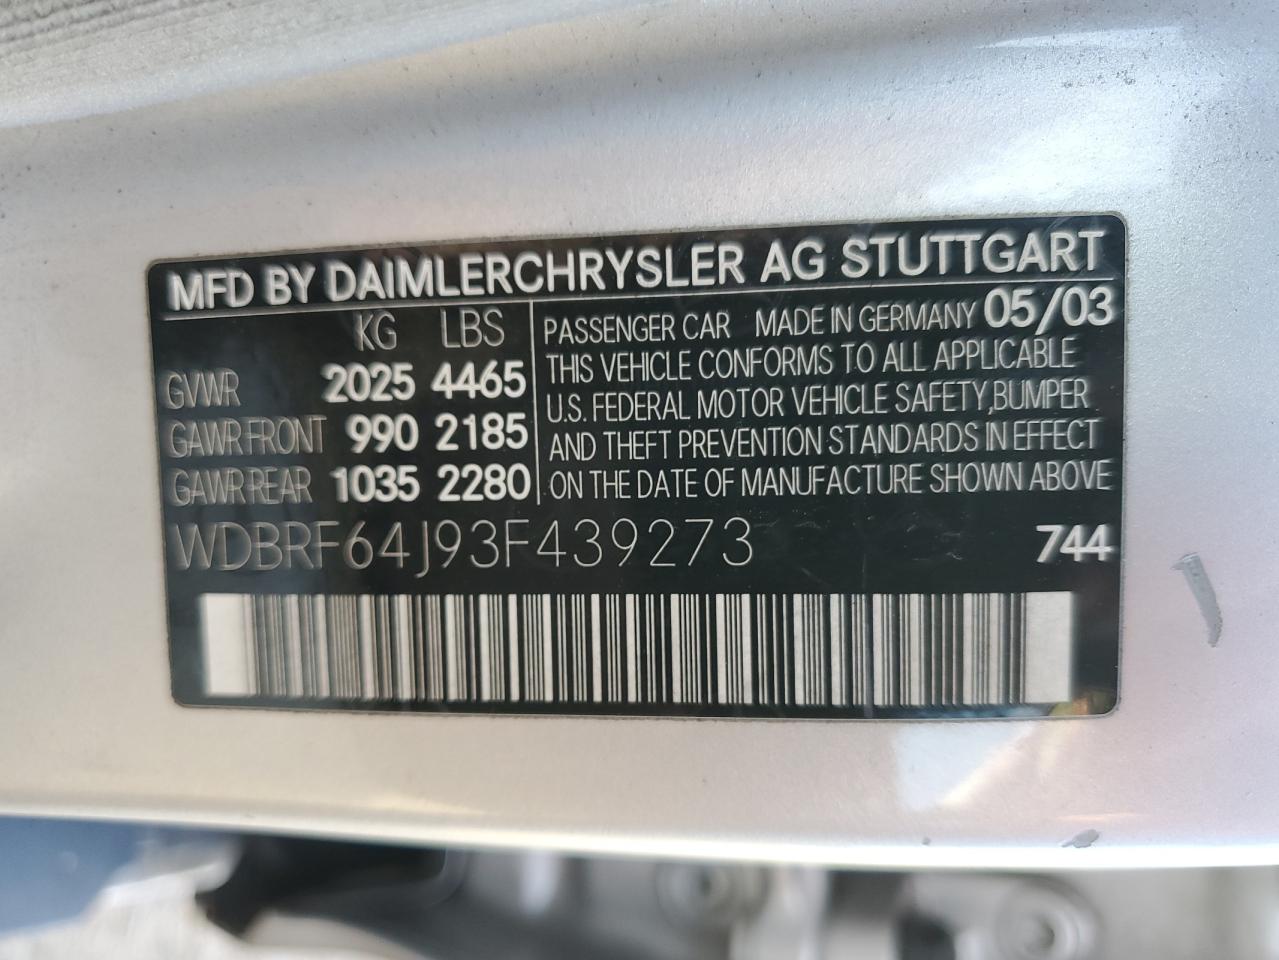 MFD BY DAIMLERCHRYSLER AG STUTTGART
KG LBS
GVWR 2025 4465
GAWR FRONT 990 2185
GAWR REAR 1035 2280
PASSENGER CAR MADE IN GERMANY 05/03
THIS VEHICLE CONFORMS TO ALL APPLICABLE
U.S. FEDERAL MOTOR VEHICLE SAFETY,BUMPER
AND THEFT PREVENTION STANDARDS IN EFFECT
ON THE DATE OF MANUFACTURE SHOWN ABOVE
WDBRF64J93F439273 744